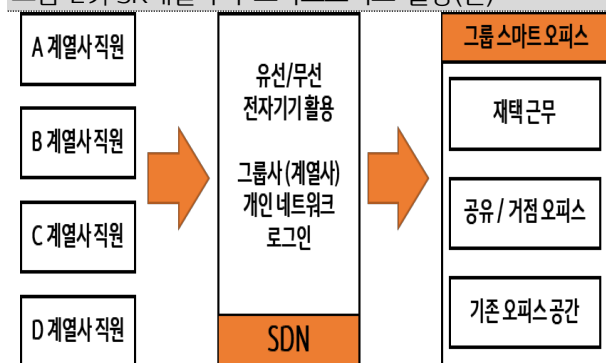 A 계열사 직원
B 계열사 직원
C 계열사 직원
D 계열사 직원
유선/무선
전자기기 활용
그룹사 (계열사)
개인 네트워크
로그인
SDN
그룹 스마트 오피스
재택 근무
공유 / 거점 오피스
기존 오피스 공간